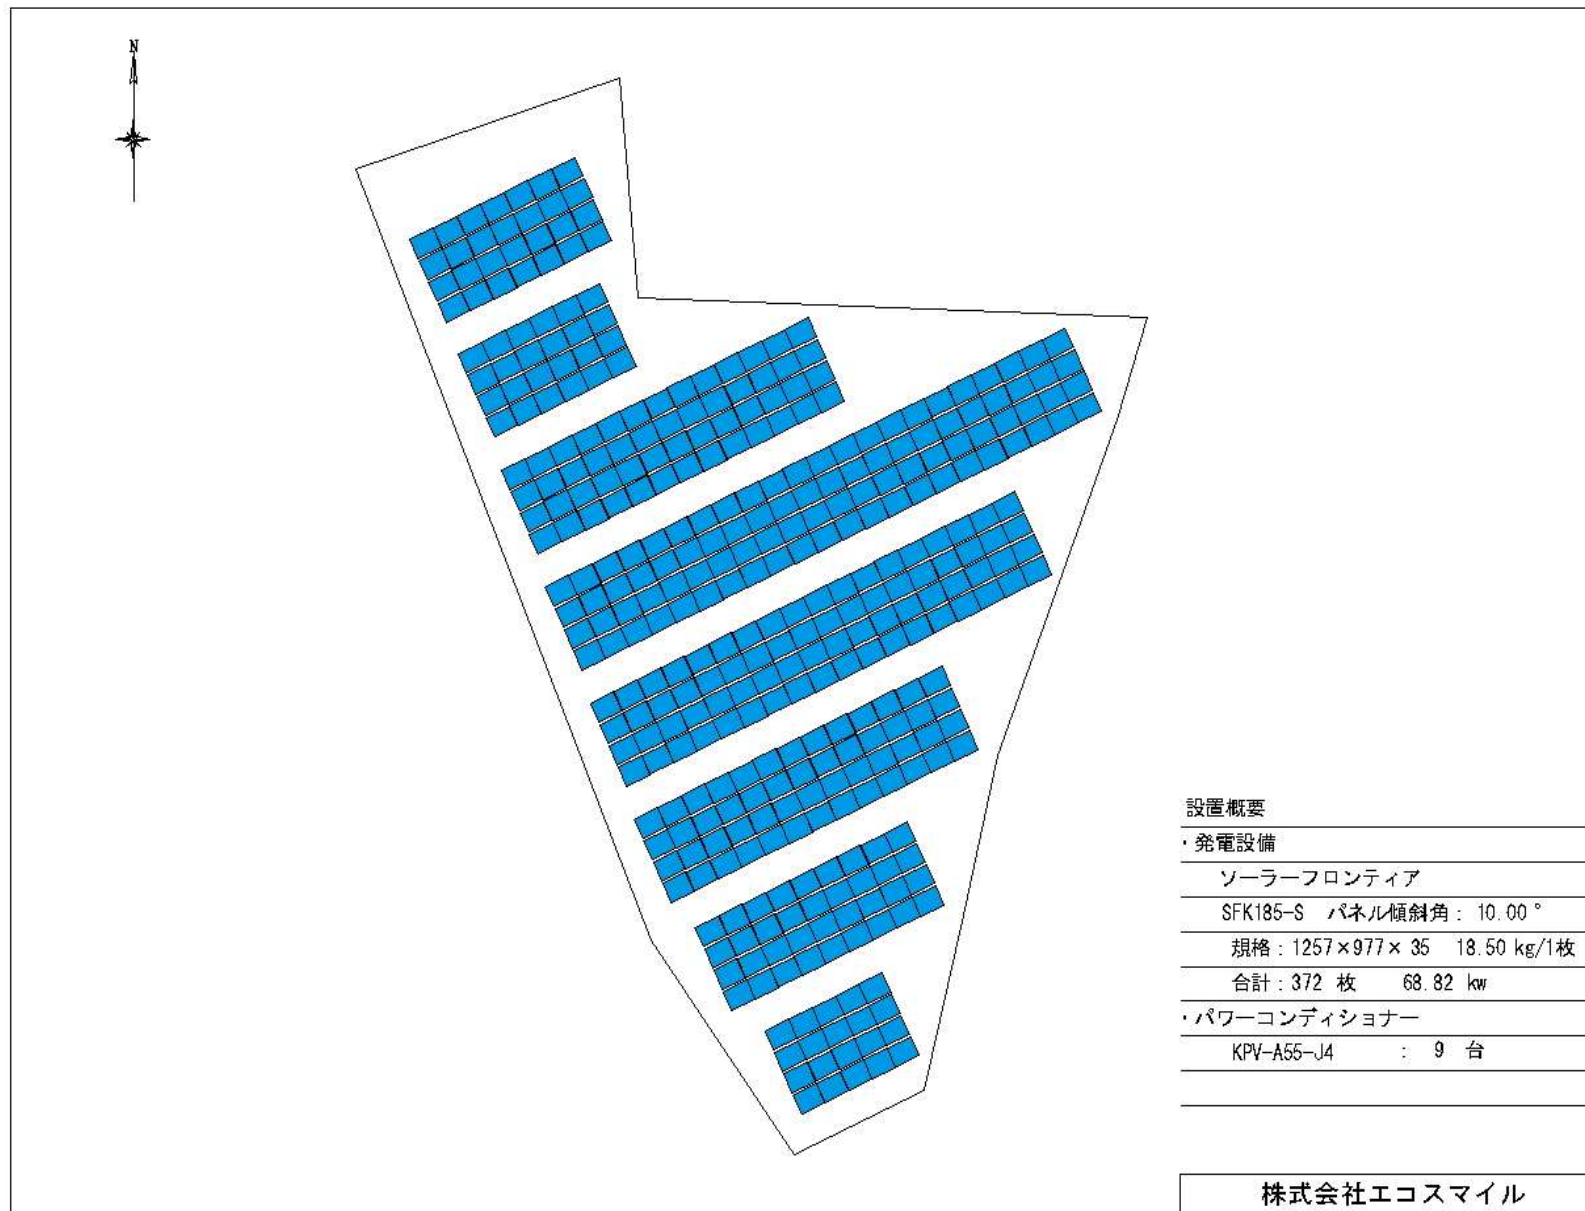 N
設置概要
・発電設備
ソーラーフロンティア
SFK185-S パネル傾斜角： 10.00 °
規格：1257×977× 35 18.50 kg/1枚
合計：372 枚 68.82 kw
・パワーコンディショナー
KPV-A55-J4 ： 9 台
株式会社エコスマイル